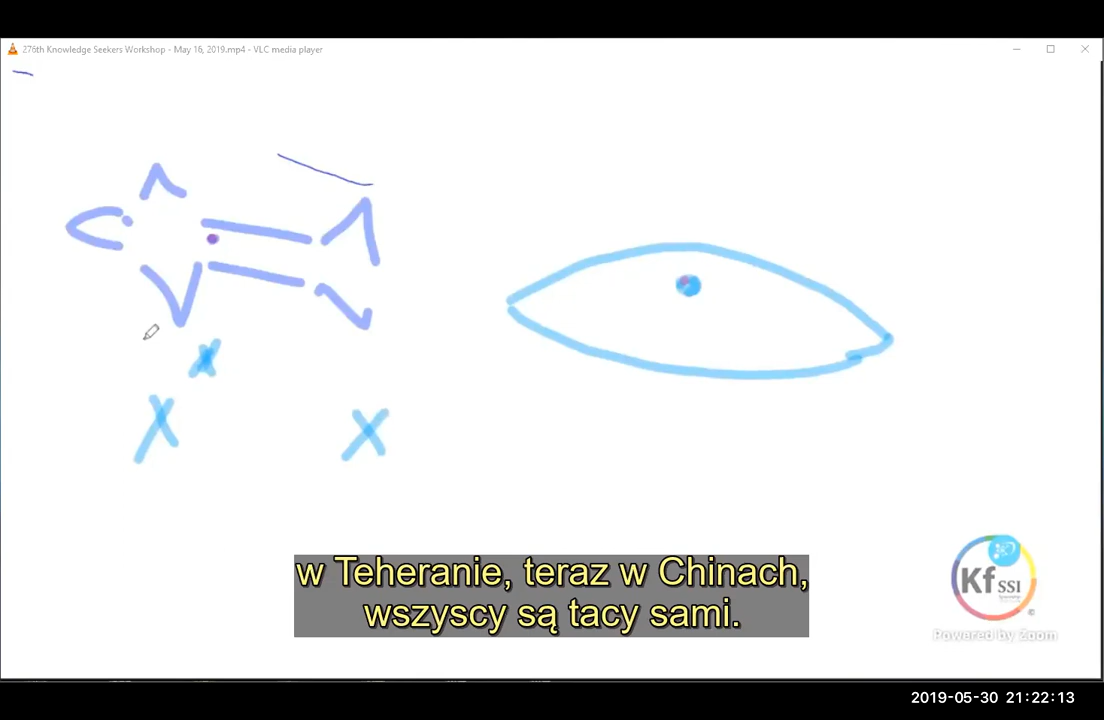 276th Knowledge Seekers Workshop - May 16, 2019.mp4 - VLC media player
X
X
X
w Teheranie, teraz w Chinach,
wszyscy są tacy sami.
Kf SSI
Powered by Zoom
2019-05-30 21:22:13